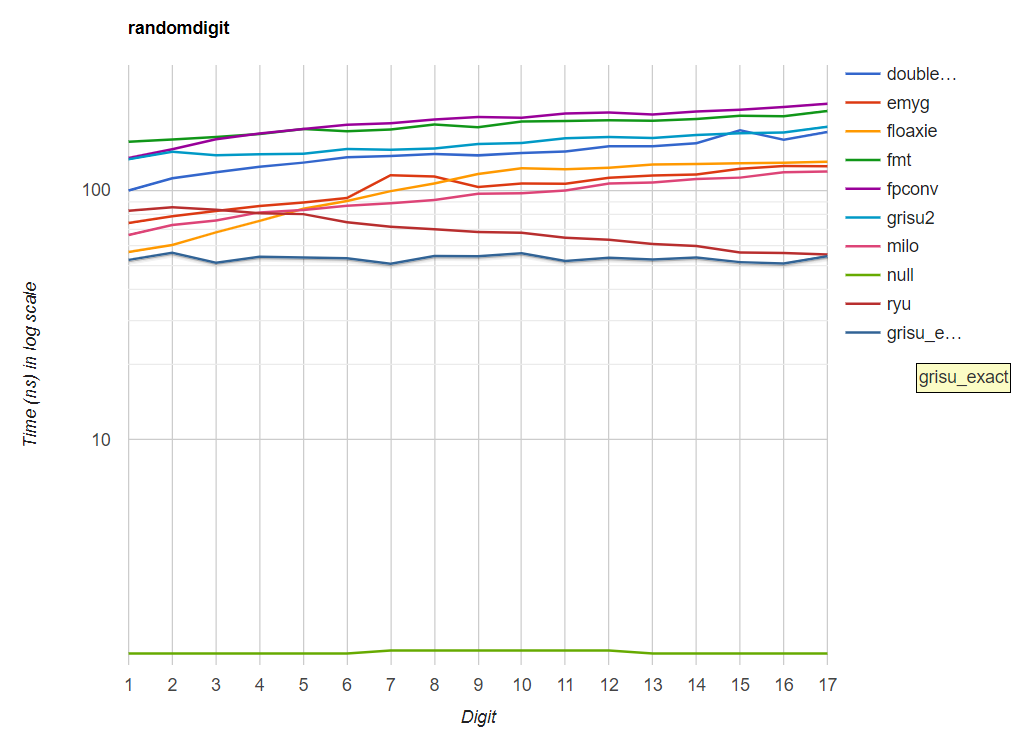 randomdigit
double…
emyg
floaxie
fmt
fpconv
grisu2
milo
null
ryu
grisu_e…
grisu_exact
100
10
Time (ns) in log scale
1 2 3 4 5 6 7 8 9 10 11 12 13 14 15 16 17
Digit